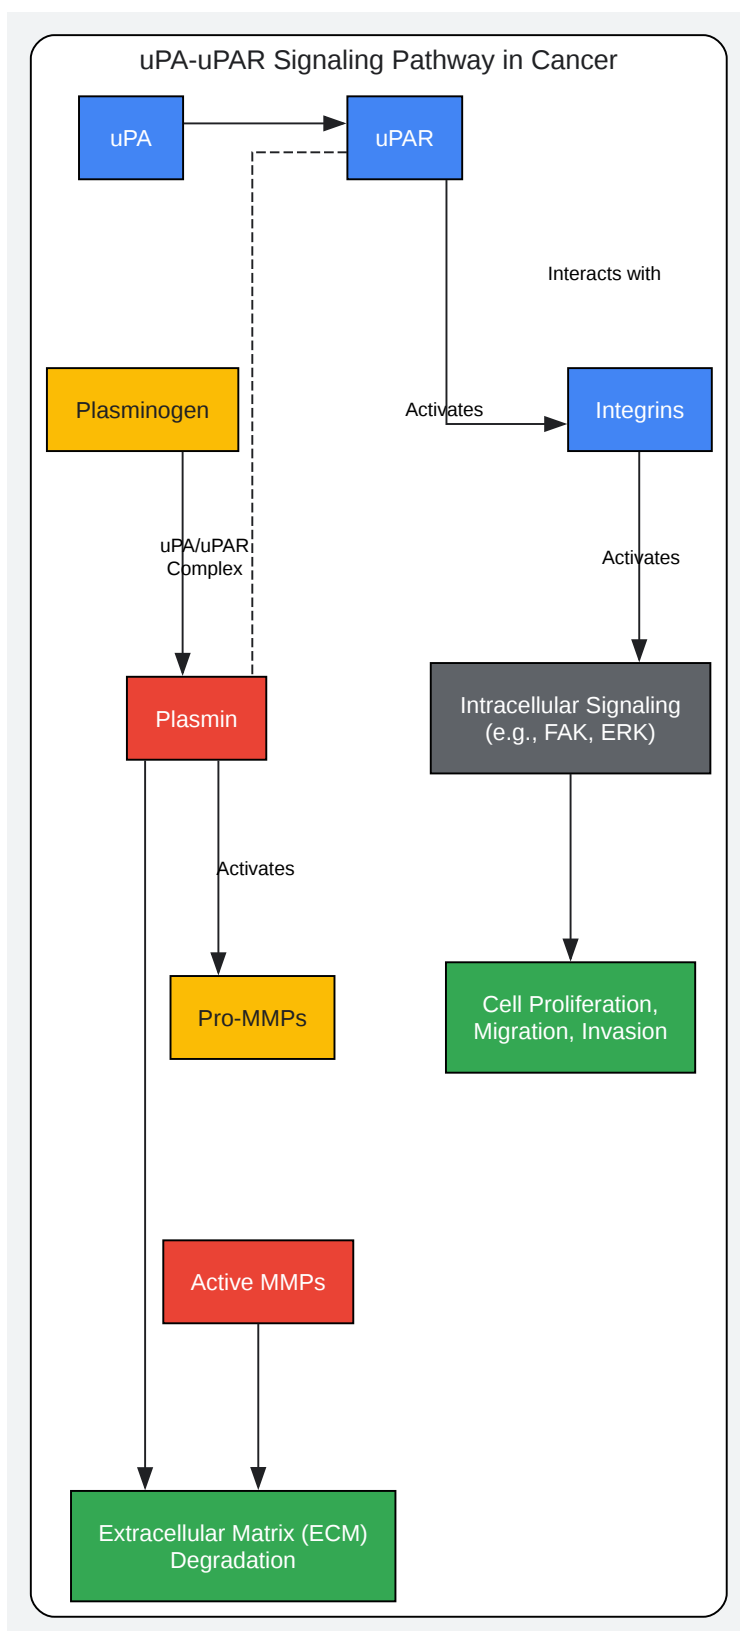 uPA-uPAR Signaling Pathway in Cancer
uPA
uPAR
Interacts with
Plasminogen
Activates
Integrins
uPA/uPAR
Complex
Activates
Plasmin
Intracellular Signaling
(e.g., FAK, ERK)
Activates
Pro-MMPs
Cell Proliferation,
Migration, Invasion
Active MMPs
Extracellular Matrix (ECM)
Degradation